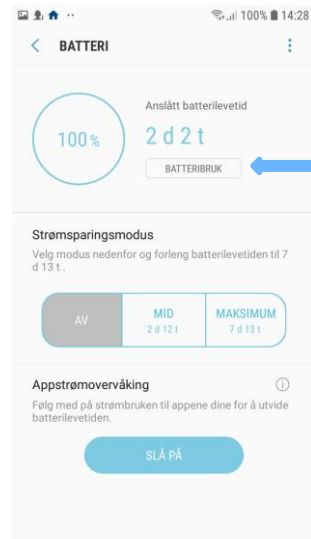 100% 14:28
BATTERI
Anslått batterilevetid
100%
2 d 2 t
BATTERIBRUK
Strømsparingsmodus
Velg modus nedenfor og forleng batterilevetiden til 7
d 13 t .
AV
MID
2 d 12 t
MAKSIMUM
7 d 13 t
Appstrømovervåking
Følg med på strømbruken til appene dine for å utvide
batterilevetiden.
SLÅ PÅ